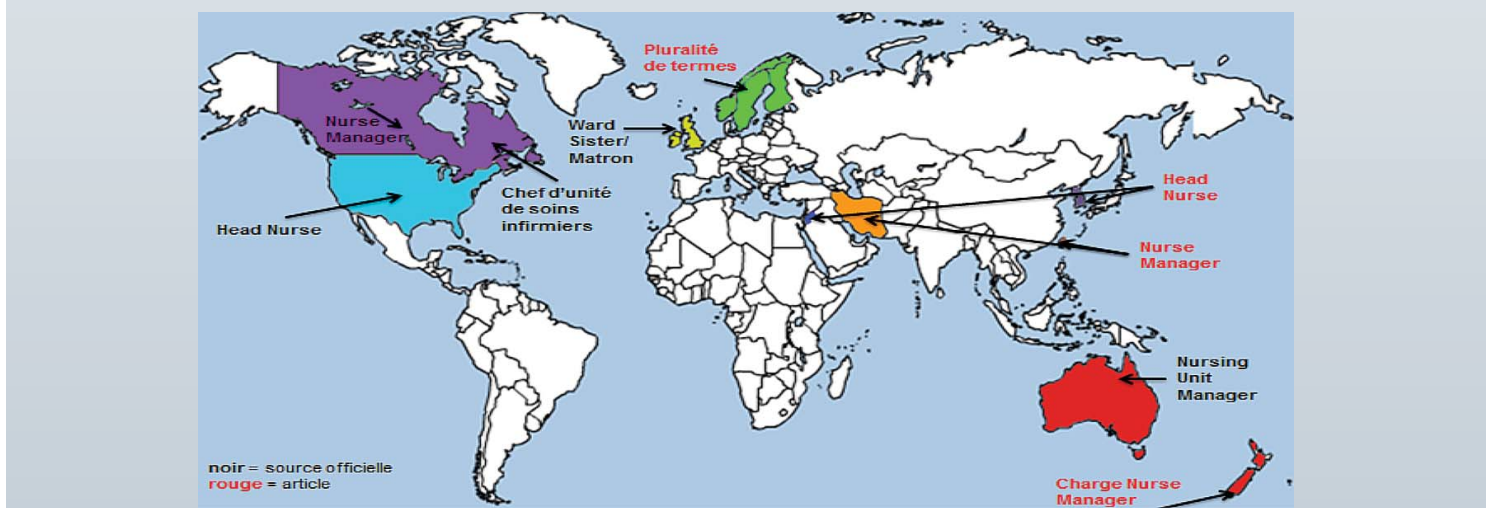 Pluralité
de termes
Nurse
Manager
Ward
Sister/
Matron
Chef d'unité
de soins
infirmiers
Head Nurse
Head
Nurse
Nurse
Manager
Nursing
Unit
Manager
noir = source officielle
rouge = article
Charge Nurse
Manager